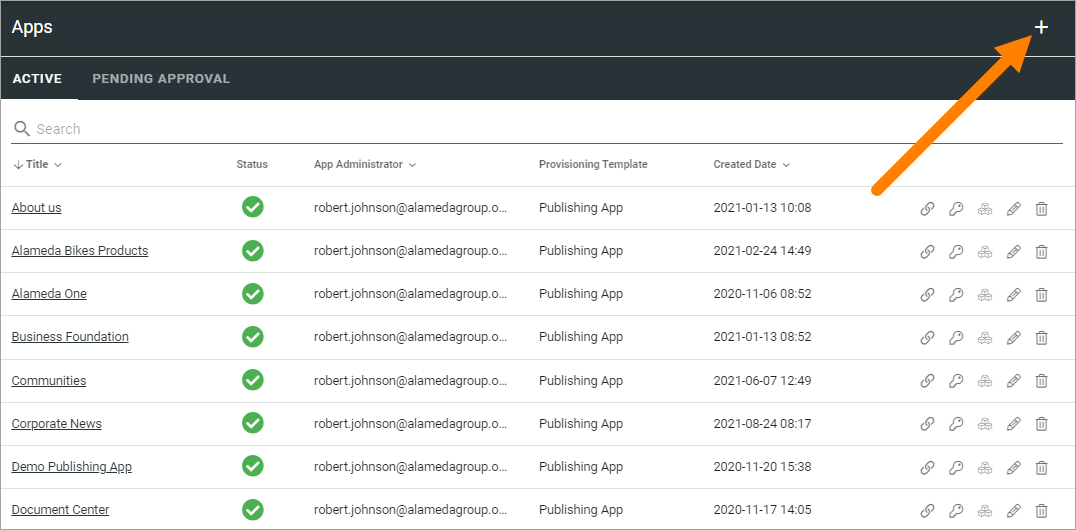 Apps
ACTIVE PENDING APPROVAL
Search
Title Status App Administrator Provisioning Template Created Date
About us robert.johnson@alamedagroup.o... Publishing App 2021-01-13 10:08
Alameda Bikes Products robert.johnson@alamedagroup.o... Publishing App 2021-02-24 14:49
Alameda One robert.johnson@alamedagroup.o... Publishing App 2020-11-06 08:52
Business Foundation robert.johnson@alamedagroup.o... Publishing App 2021-01-13 08:52
Communities robert.johnson@alamedagroup.o... Publishing App 2021-06-07 12:49
Corporate News robert.johnson@alamedagroup.o... Publishing App 2021-08-24 08:17
Demo Publishing App robert.johnson@alamedagroup.o... Publishing App 2020-11-20 15:38
Document Center robert.johnson@alamedagroup.o... Publishing App 2020-11-17 14:05